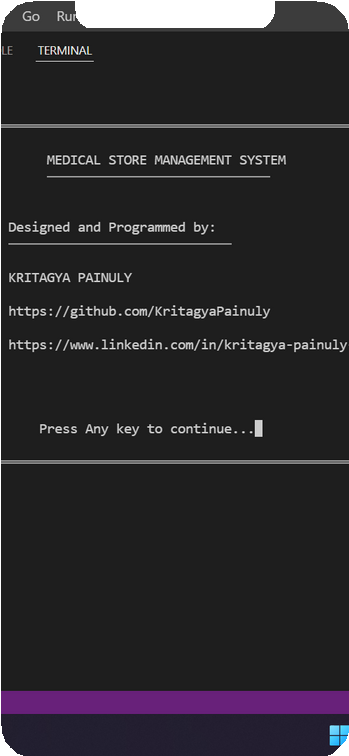 Go Run
LE TERMINAL
MEDICAL STORE MANAGEMENT SYSTEM
Designed and Programmed by:
KRITAGYA PAINULY
https://github.com/KritagyaPainuly
https://www.linkedin.com/in/kritagya-painuly
Press Any key to continue...